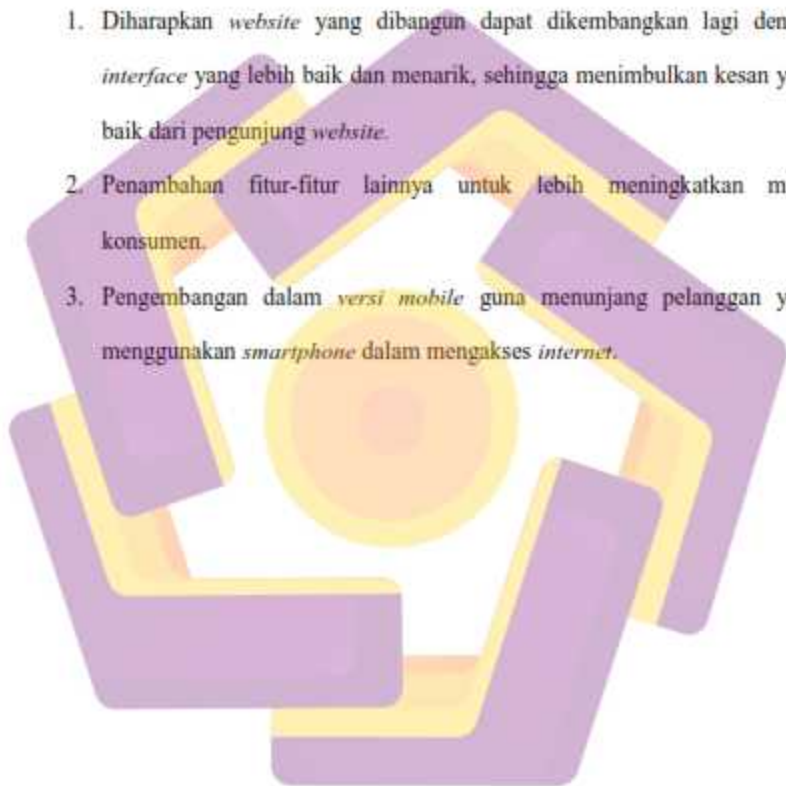 1. Diharapkan website yang dibangun dapat dikembangkan lagi den
interface yang lebih baik dan menarik, sehingga menimbulkan kesan y
baik dari pengunjung website.
2. Penambahan fitur-fitur lainnya untuk lebih meningkatkan m
konsumen.
3. Pengembangan dalam versi mobile guna menunjang pelanggan y
menggunakan smartphone dalam mengakses internet.